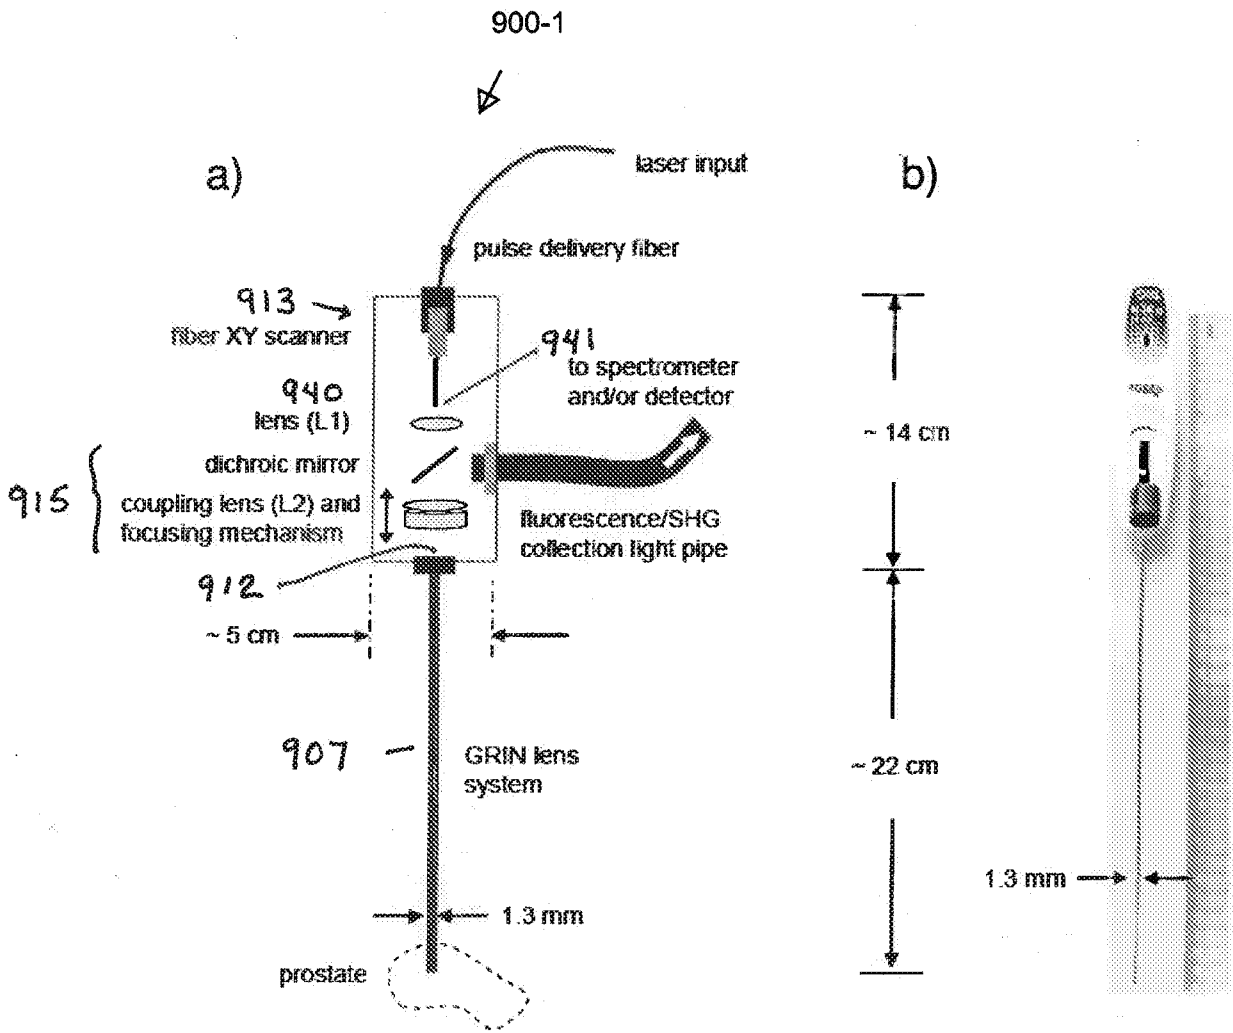 900-1
a)
laser input
b)
pulse delivery fiber
913
fiber XY scanner
941
to spectrometer
and/or detector
940
lens (L1)
~ 14 cm
dichroic mirror
915
coupling lens (L2) and
focusing mechanism
fluorescence/SHG
collection light pipe
912
~ 5 cm
907
GRIN lens
system
~ 22 cm
1.3 mm
1.3 mm
prostate